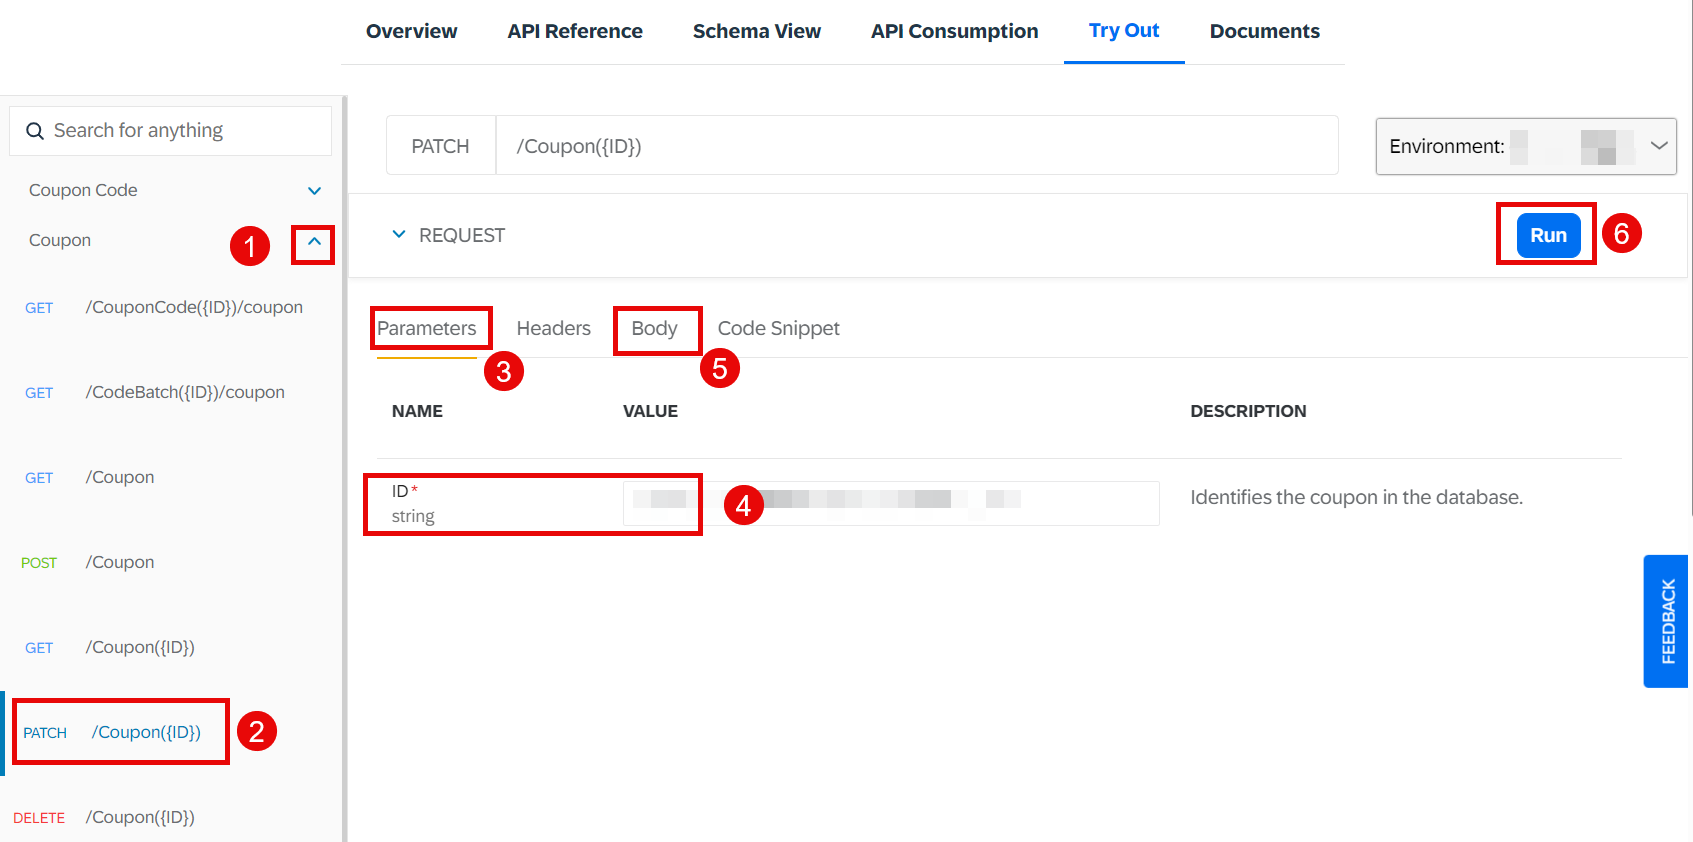 Overview API Reference Schema View API Consumption Try Out Documents
Search for anything
Coupon Code
Coupon
1
GET /CouponCode({ID})/coupon
GET /CodeBatch({ID})/coupon
GET /Coupon
POST /Coupon
GET /Coupon({ID})
PATCH /Coupon({ID})
2
DELETE /Coupon({ID})
PATCH /Coupon({ID})
Environment:
REQUEST
Run
6
Parameters Headers Body Code Snippet
3
5
NAME VALUE DESCRIPTION
ID*
string
4
Identifies the coupon in the database.
FEEDBACK